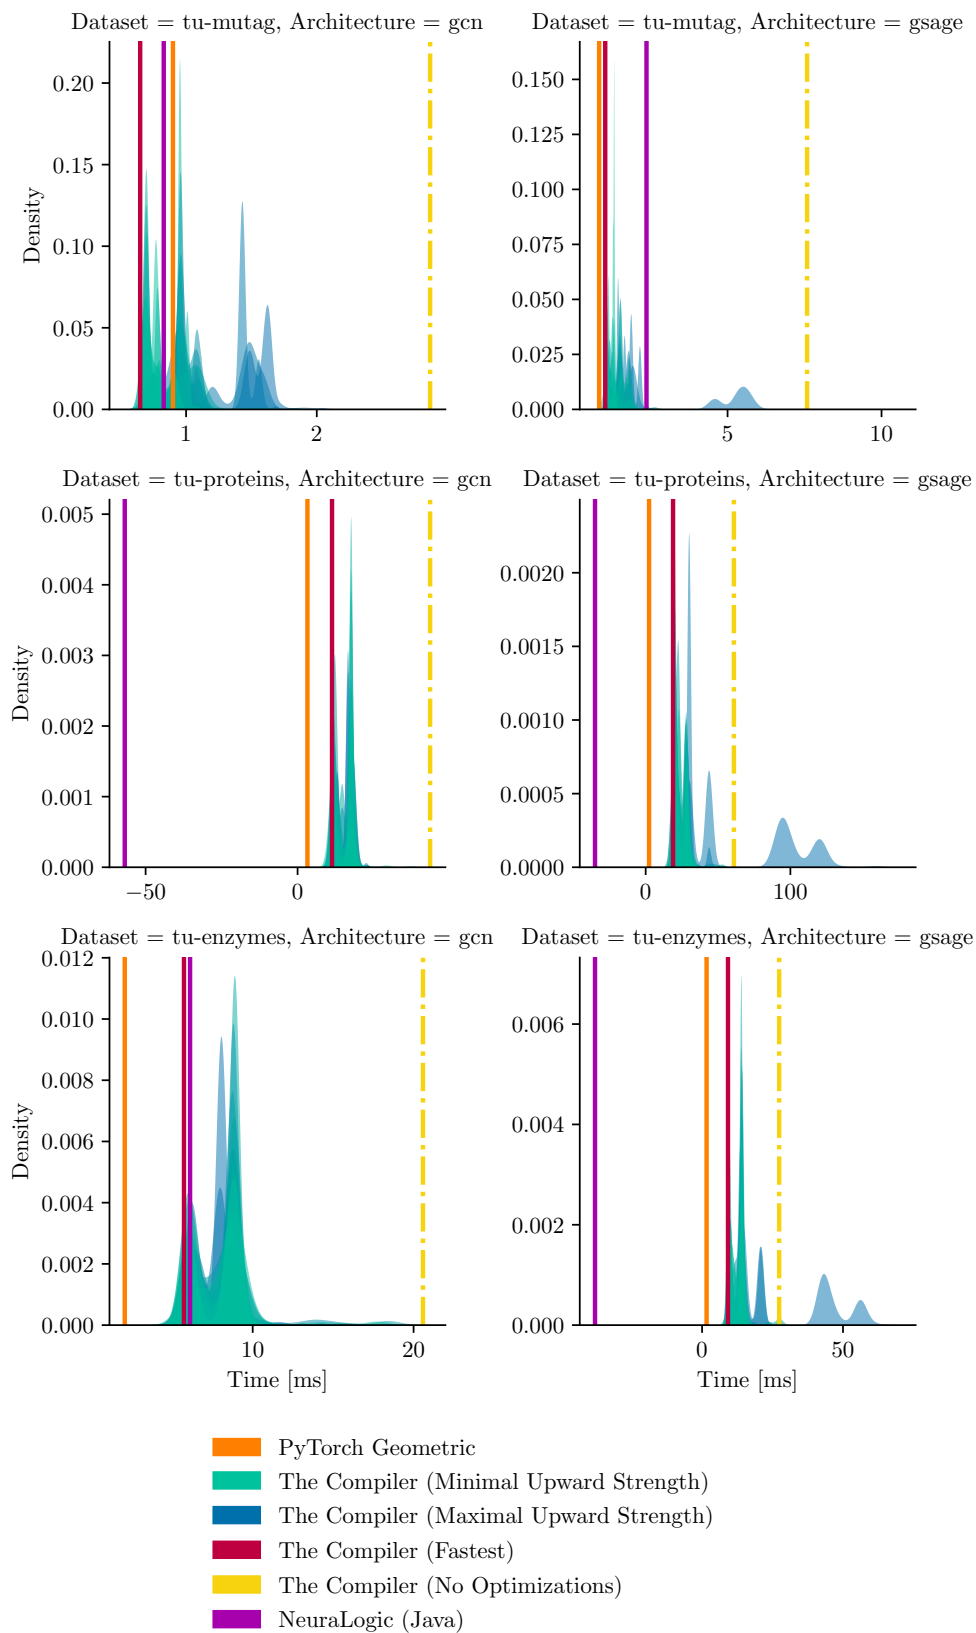 Dataset = tu-mutag, Architecture = gcn
Dataset = tu-mutag, Architecture = gsage
0.20
0.15
0.10
0.05
0.00
Density
1
2
0.150
0.125
0.100
0.075
0.050
0.025
0.000
5
10
Dataset = tu-proteins, Architecture = gcn
Dataset = tu-proteins, Architecture = gsage
0.005
0.004
0.003
0.002
0.001
0.000
Density
−50
0
0.0020
0.0015
0.0010
0.0005
0.0000
0
100
Dataset = tu-enzymes, Architecture = gcn
Dataset = tu-enzymes, Architecture = gsage
0.012
0.010
0.008
0.006
0.004
0.002
0.000
Density
10
20
Time [ms]
0.006
0.004
0.002
0.000
0
50
Time [ms]
PyTorch Geometric
The Compiler (Minimal Upward Strength)
The Compiler (Maximal Upward Strength)
The Compiler (Fastest)
The Compiler (No Optimizations)
NeuraLogic (Java)